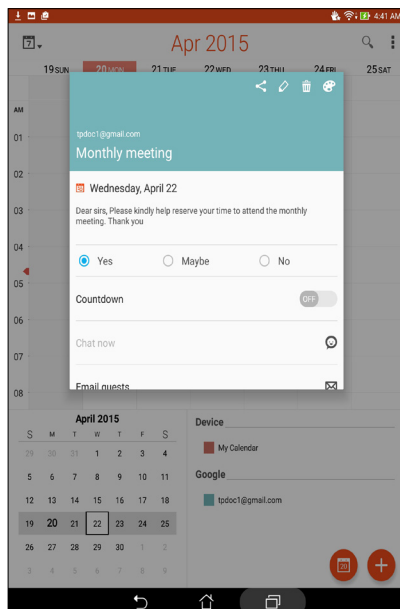 4:41 AM
7
Apr 2015
19 SUN 20 MON 21 TUE 22 WED 23 THU 24 FRI 25 SAT
AM
01
02
03
04
05
06
07
08
tpdoc1@gmail.com
Monthly meeting
20 Wednesday, April 22
Dear sirs, Please kindly help reserve your time to attend the monthly
meeting. Thank you
Yes Maybe No
Countdown OFF
Chat now
Email guests
April 2015
S M T W T F S
29 30 31 1 2 3 4
5 6 7 8 9 10 11
12 13 14 15 16 17 18
19 20 21 22 23 24 25
26 27 28 29 30 1 2
3 4 5 6 7 8 9
Device
My Calendar
Google
tpdoc1@gmail.com
20